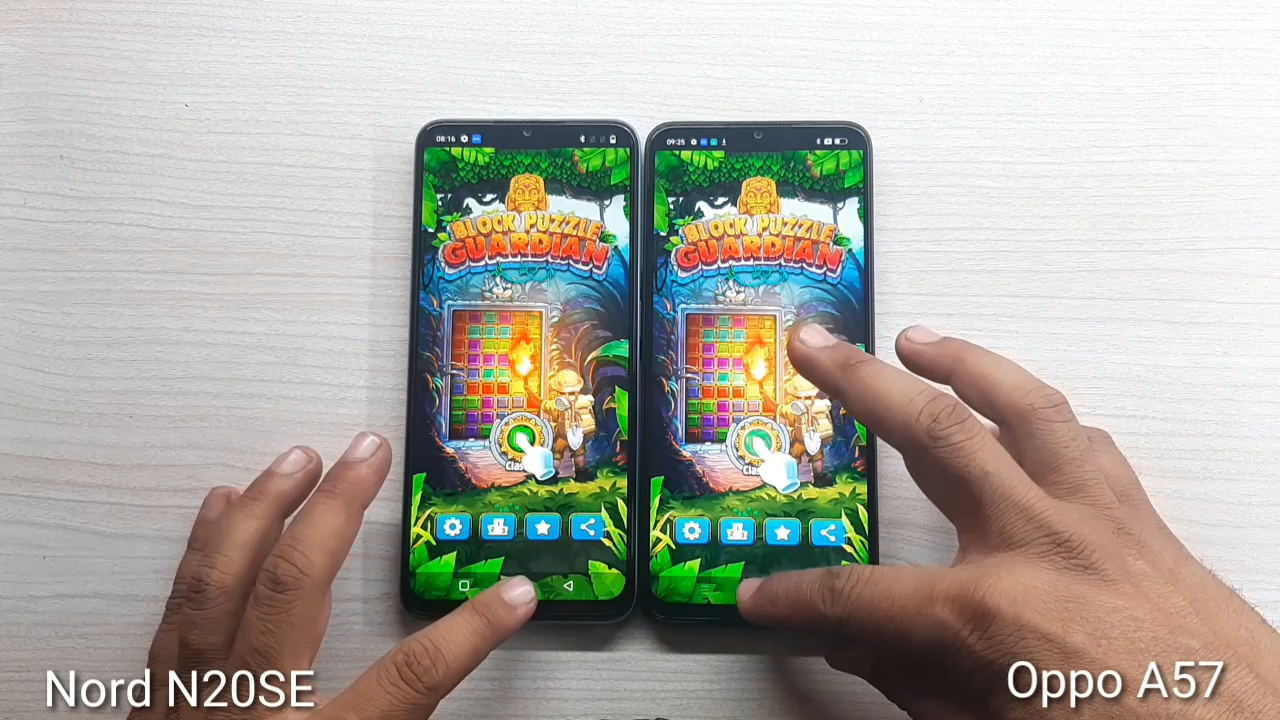 08:16
09:25
BLOCK PUZZLE
GUARDIAN
BLOCK PUZZLE
GUARDIAN
Nord N20SE
Oppo A57